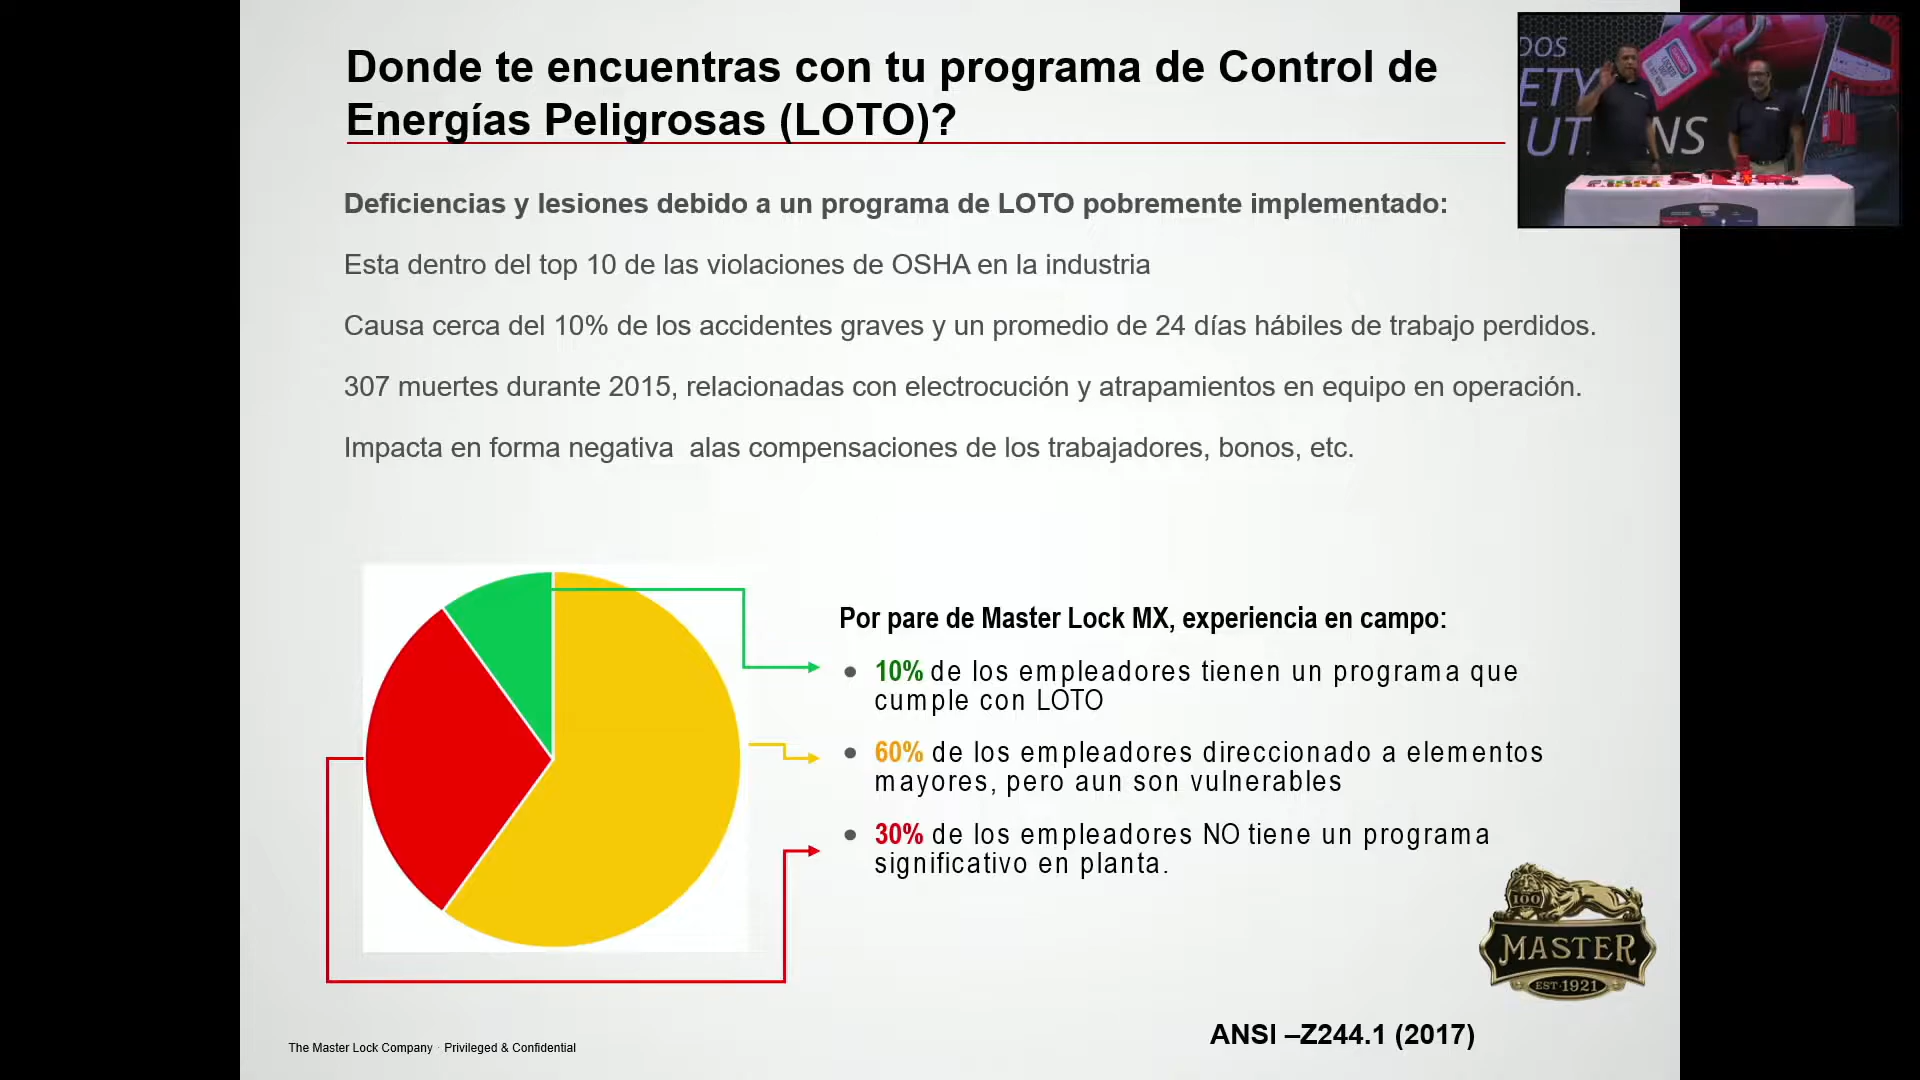 Donde te encuentras con tu programa de Control de
Energías Peligrosas (LOTO)?
DOS
ETY
UT
NS
Deficiencias y lesiones debido a un programa de LOTO pobremente implementado:
Esta dentro del top 10 de las violaciones de OSHA en la industria
Causa cerca del 10% de los accidentes graves y un promedio de 24 días hábiles de trabajo perdidos.
307 muertes durante 2015, relacionadas con electrocución y atrapamientos en equipo en operación.
Impacta en forma negativa  alas compensaciones de los trabajadores, bonos, etc.
Por pare de Master Lock MX, experiencia en campo:
● 10% de los empleadores tienen un programa que
cumple con LOTO
● 60% de los empleadores direccionado a elementos
mayores, pero aun son vulnerables
● 30% de los empleadores NO tiene un programa
significativo en planta.
100
MASTER
EST·1921
ANSI –Z244.1 (2017)
The Master Lock Company · Privileged & Confidential